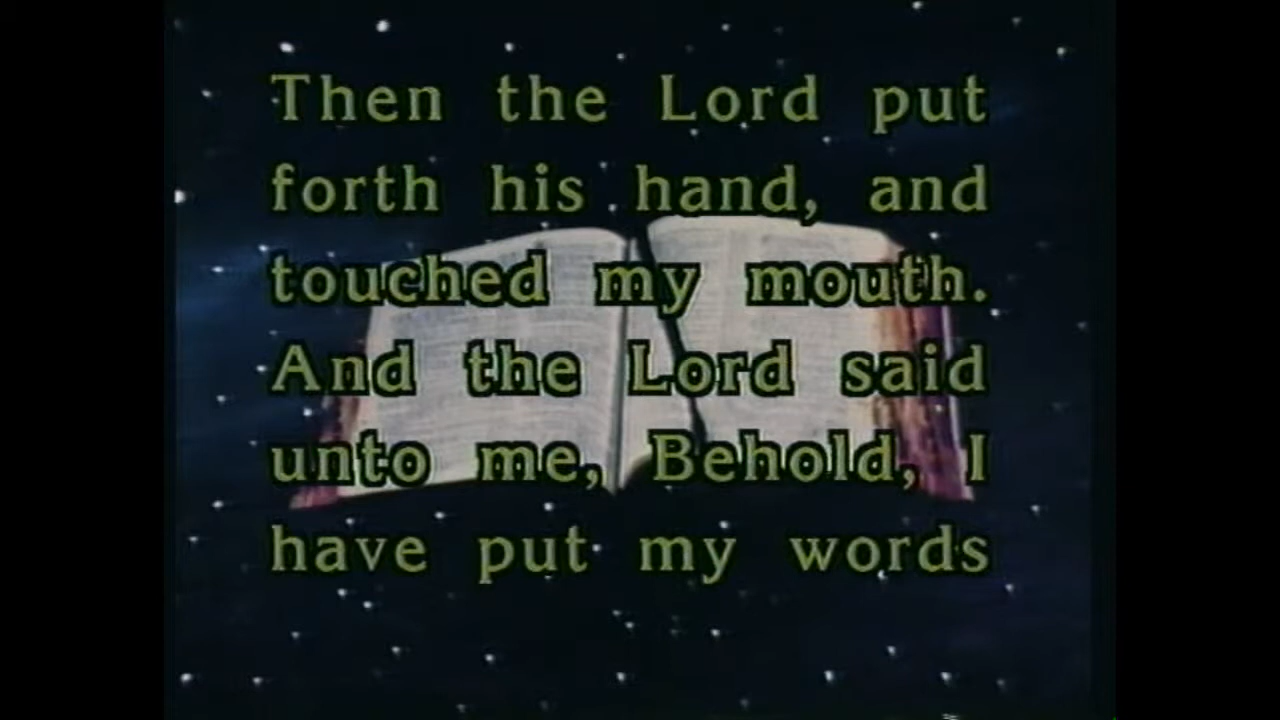 Then the Lord put
forth his hand, and
touched my mouth.
And the Lord said
unto me, Behold, I
have put my words